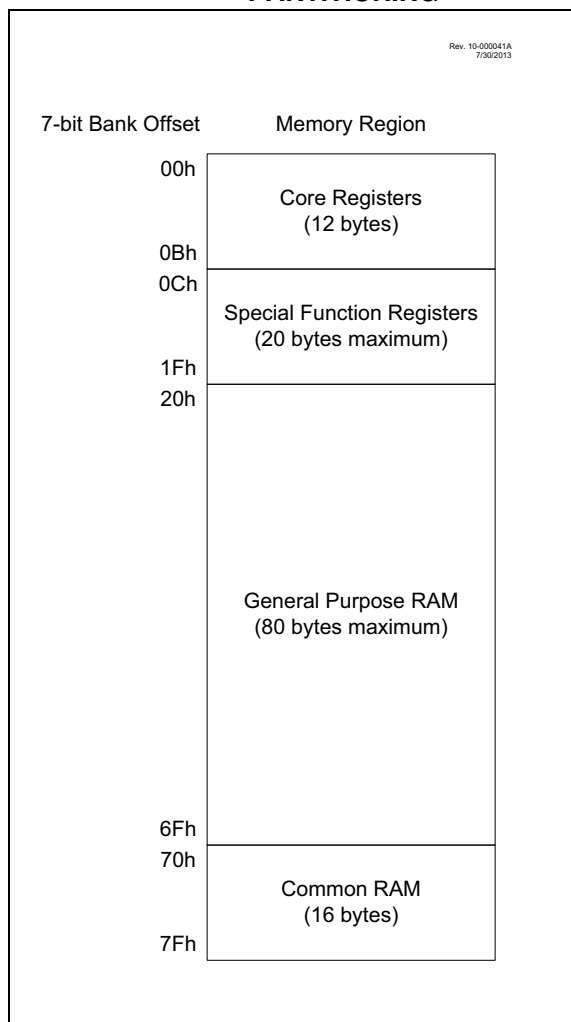 Rev. 10-000041A
7/30/2013
7-bit Bank Offset Memory Region
00h
Core Registers
(12 bytes)
0Bh
0Ch
Special Function Registers
(20 bytes maximum)
1Fh
20h
General Purpose RAM
(80 bytes maximum)
6Fh
70h
Common RAM
(16 bytes)
7Fh